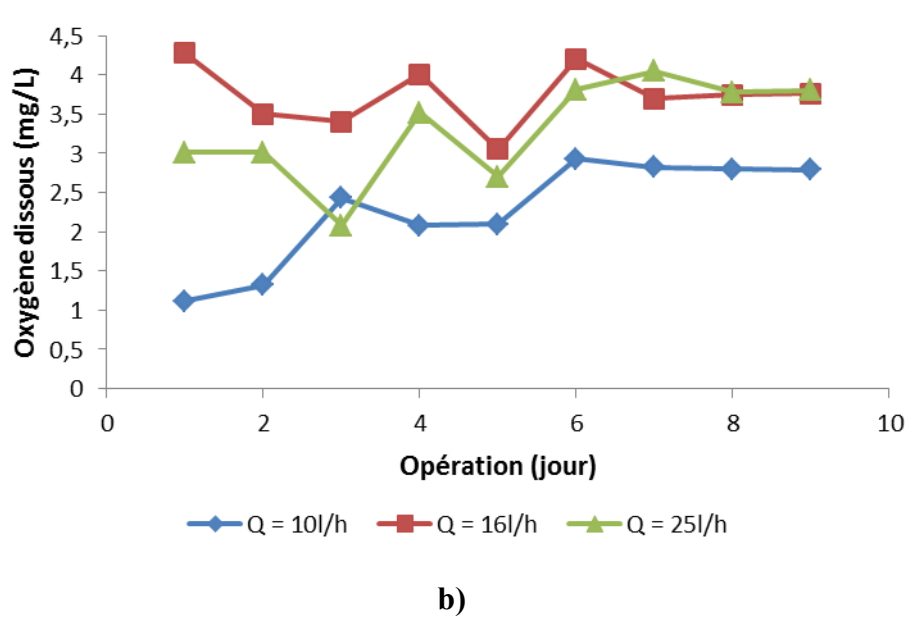 Oxygène dissous (mg/L)
4,5
4
3,5
3
2,5
2
1,5
1
0,5
0
0 2 4 6 8 10
Opération (jour)
Q = 10l/h Q = 16l/h Q = 25l/h
b)